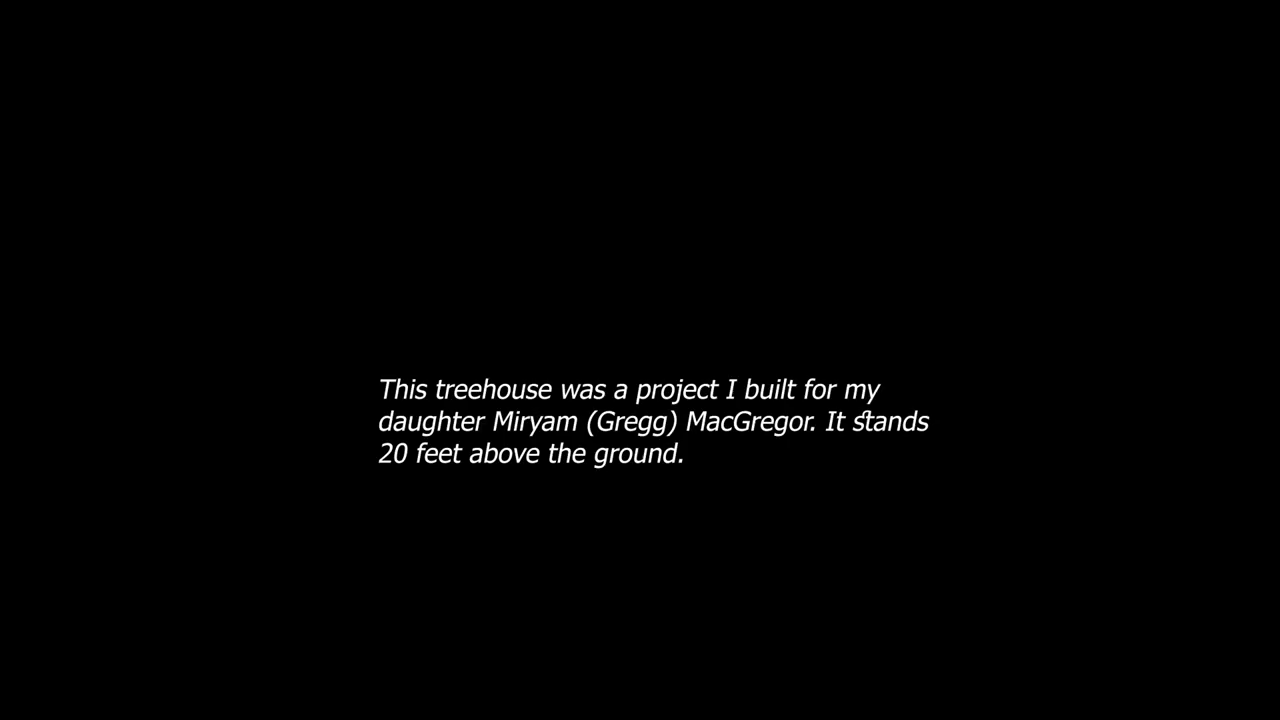 This treehouse was a project I built for my
daughter Miryam (Gregg) MacGregor. It stands
20 feet above the ground.